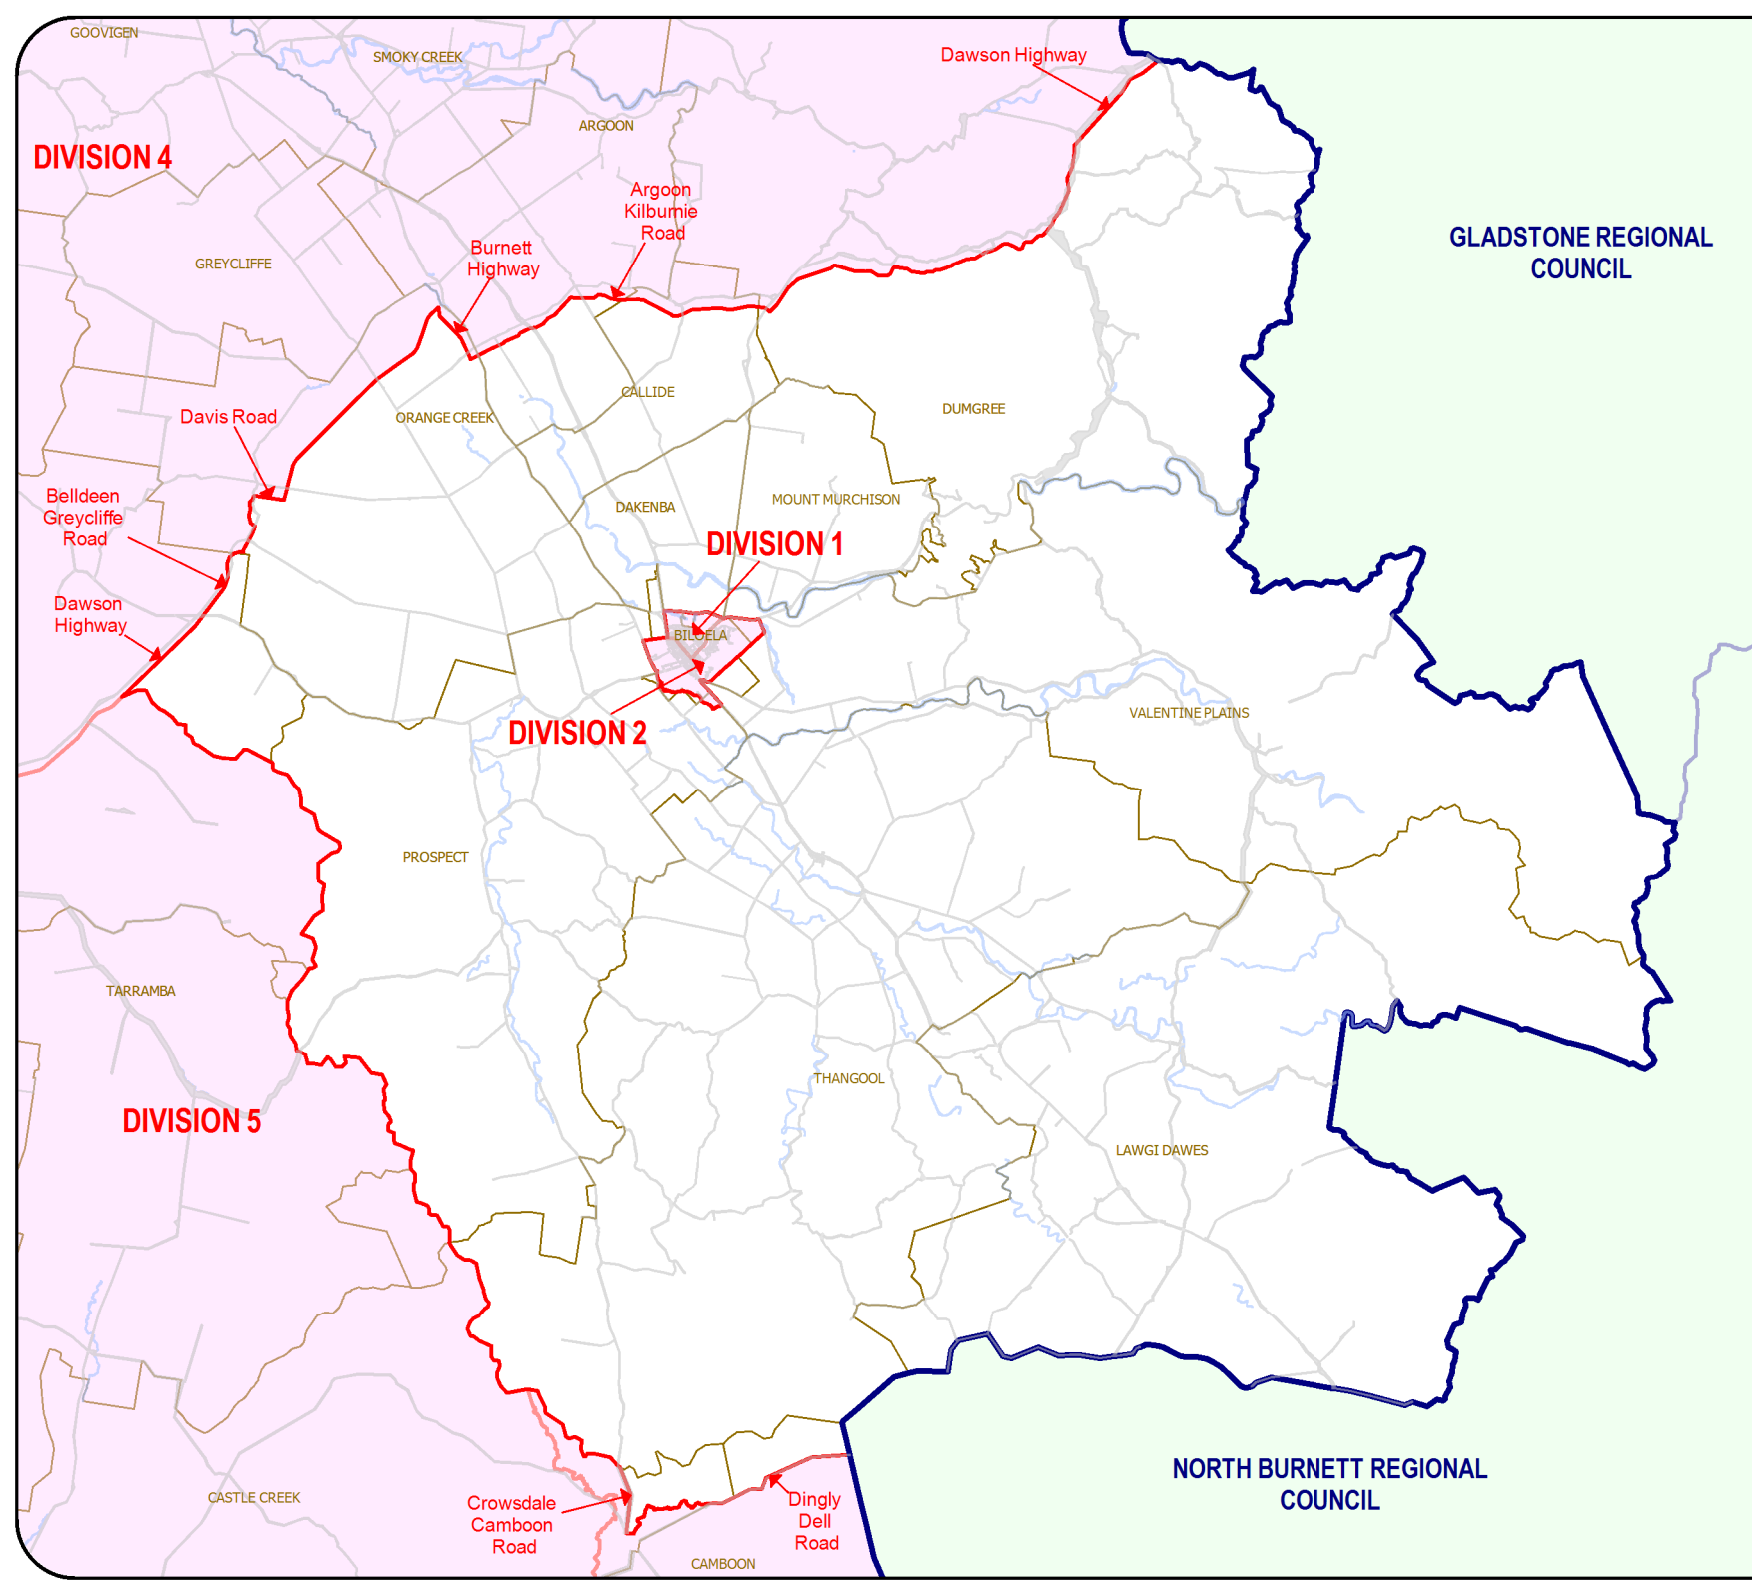 GOOVIGEN
SMOKY CREEK
Dawson Highway
ARGOON
DIVISION 4
Argoon
Kilburnie
Road
Burnett
Highway
GREYCLIFFE
GLADSTONE REGIONAL
COUNCIL
Davis Road
ORANGE CREEK
CALLIDE
DUMGREE
Belldeen
Greycliffe
Road
DAKENBA
MOUNT MURCHISON
DIVISION 1
Dawson
Highway
BILOELA
DIVISION 2
VALENTINE PLAINS
PROSPECT
TARRAMBA
THANGOOL
DIVISION 5
LAWGI DAWES
CASTLE CREEK
Crowsdale
Camboon
Road
Dingly
Dell
Road
NORTH BURNETT REGIONAL
COUNCIL
CAMBOON